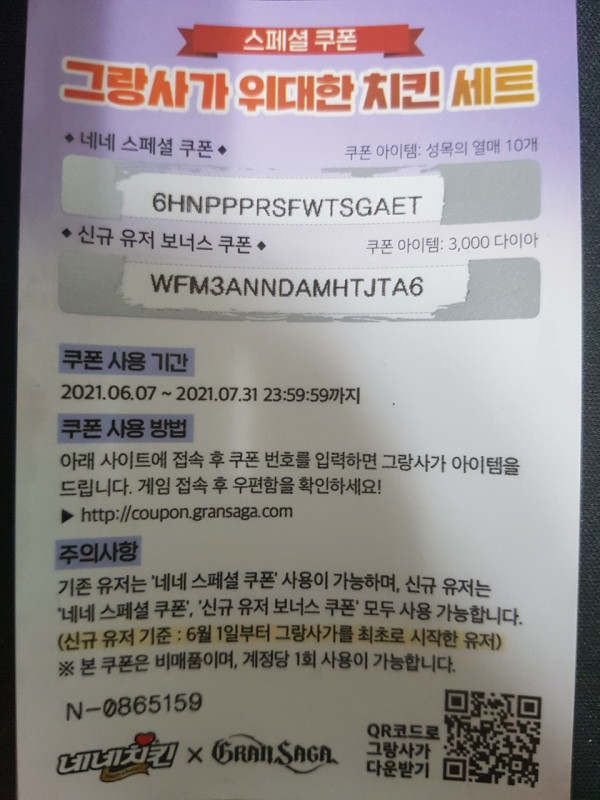 스페셜 쿠폰
그랑사가 위대한 치킨 세트
◆ 네네 스페셜 쿠폰 ◆ 쿠폰 아이템: 성목의 열매 10개
6HNPPPRSFWTSGAET
◆ 신규 유저 보너스 쿠폰 ◆ 쿠폰 아이템: 3,000 다이아
WFM3ANNDAMHTJTA6
쿠폰 사용 기간
2021.06.07 ~ 2021.07.31 23:59:59까지
쿠폰 사용 방법
아래 사이트에 접속 후 쿠폰 번호를 입력하면 그랑사가 아이템을
드립니다. 게임 접속 후 우편함을 확인하세요!
▶ http://coupon.gransaga.com
주의사항
기존 유저는 '네네 스페셜 쿠폰' 사용이 가능하며, 신규 유저는
'네네 스페셜 쿠폰', '신규 유저 보너스 쿠폰' 모두 사용 가능합니다.
(신규 유저 기준 : 6월 1일부터 그랑사가를 최초로 시작한 유저)
※ 본 쿠폰은 비매품이며, 계정당 1회 사용이 가능합니다.
N-0865159
네네치킨 × GRAN SAGA
QR코드로
그랑사가
다운받기